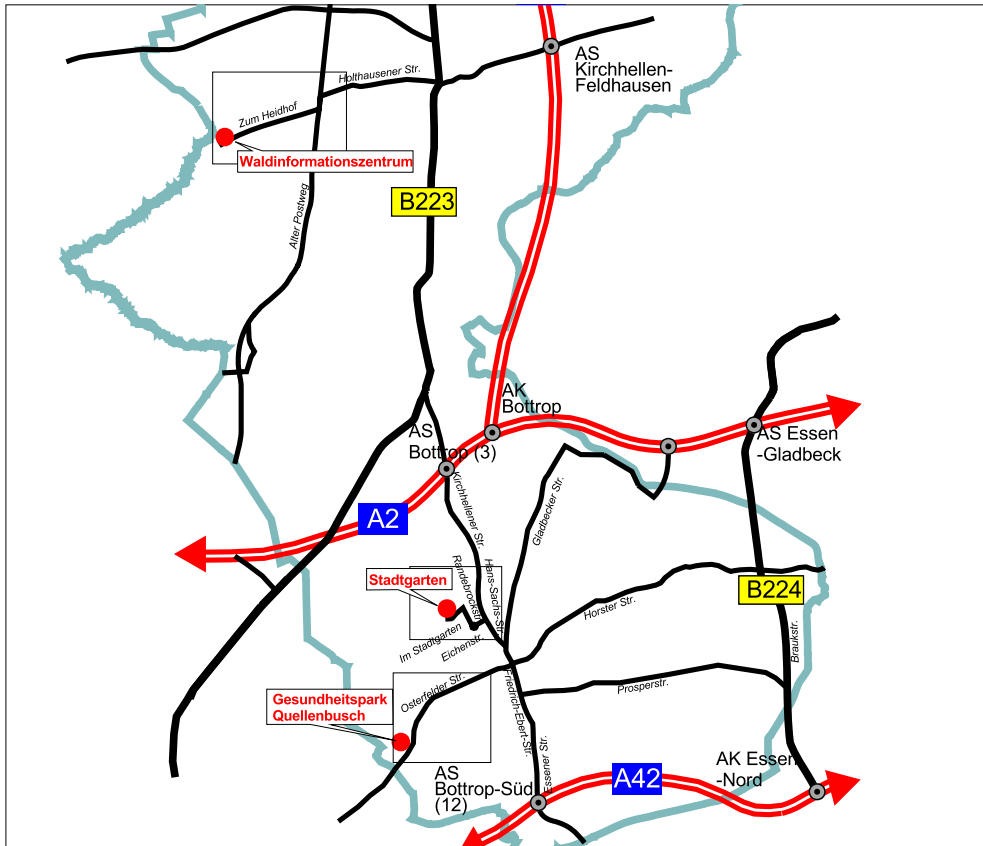 AS
Kirchhellen-
Feldhausen
Holthausener Str.
Zum Heidhof
Waldinformationszentrum
B223
Alter Postweg
AK
Bottrop
AS
Bottrop (3)
AS Essen
-Gladbeck
A2
Kirchhellener Str.
Gladbecker Str.
Stadtgarten
Randebrockstr.
Hans-Sachs-Str.
B224
Horster Str.
Im Stadtgarten
Eichenstr.
Braukstr.
Osterfelder Str.
Friedrich-Ebert-Str.
Prosperstr.
Gesundheitspark
Quellenbusch
Essener Str.
AK Essen
-Nord
AS
Bottrop-Süd
(12)
A42